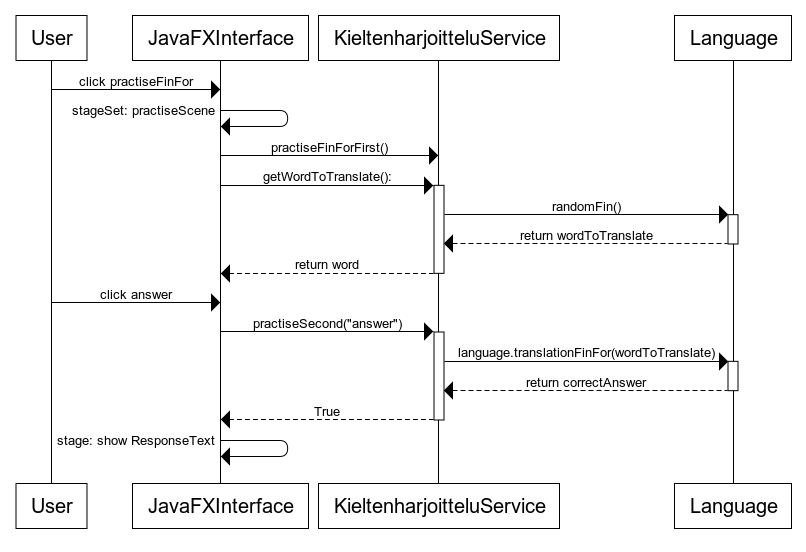 User
JavaFXInterface
KieltenharjoitteluService
Language
click practiseFinFor
stageSet: practiseScene
practiseFinForFirst()
getWordToTranslate():
randomFin()
return wordToTranslate
return word
click answer
practiseSecond("answer")
language.translationFinFor(wordToTranslate)
return correctAnswer
True
stage: show ResponseText
User
JavaFXInterface
KieltenharjoitteluService
Language